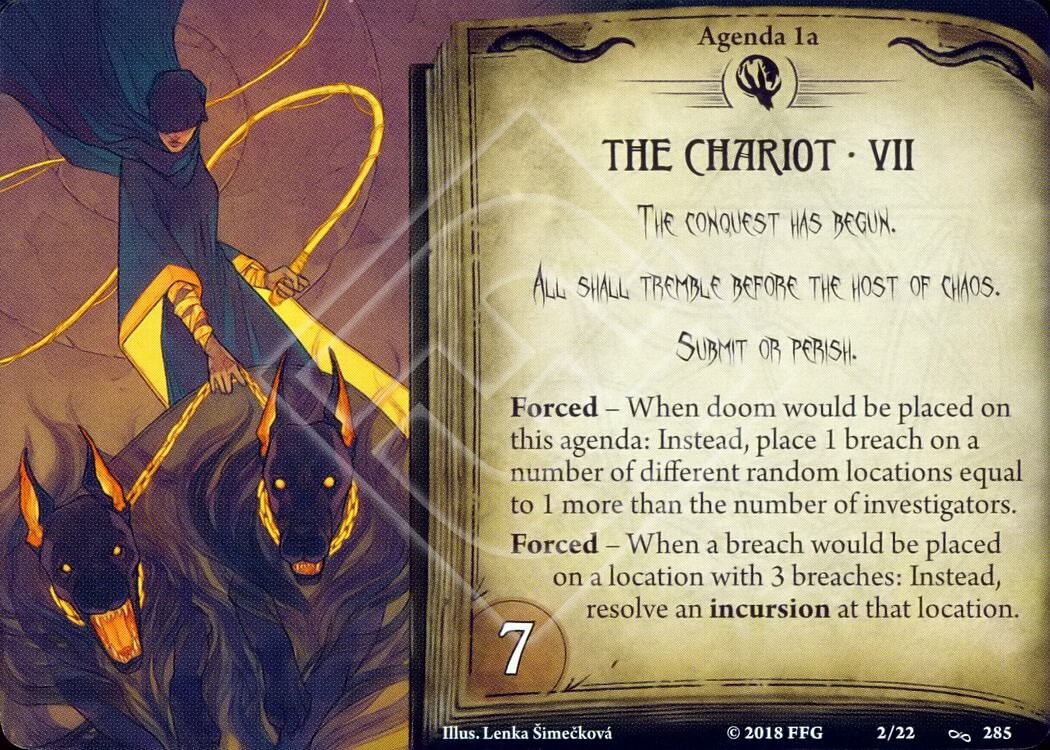 Agenda 1a
THE CHARIOT · VII
The conquest has begun.
All shall tremble before the host of chaos.
Submit or perish.
Forced – When doom would be placed on
this agenda: Instead, place 1 breach on a
number of different random locations equal
to 1 more than the number of investigators.
Forced – When a breach would be placed
on a location with 3 breaches: Instead,
resolve an incursion at that location.
7
Illus. Lenka Šimečková
© 2018 FFG
2/22
285